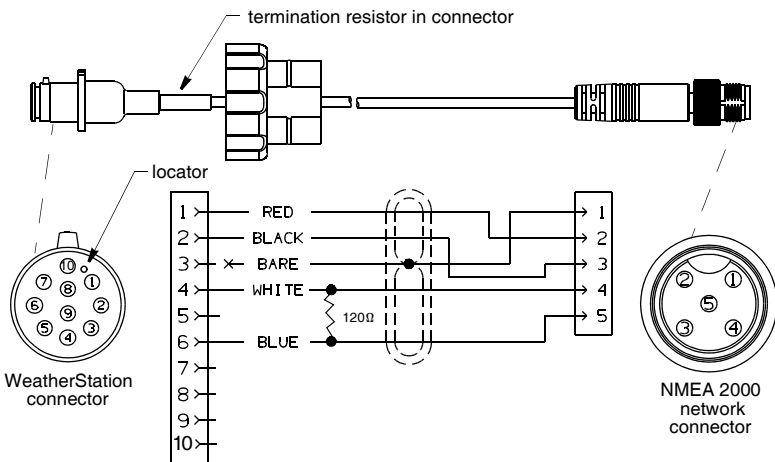 termination resistor in connector
locator
1 RED 1
2 BLACK 2
3 BARE 3
4 WHITE 4
5 120Ω 5
6 BLUE
7
8
9
10
10
7 8 1
6 9 2
5 4 3
WeatherStation
connector
2 1
5
3 4
NMEA 2000
network
connector